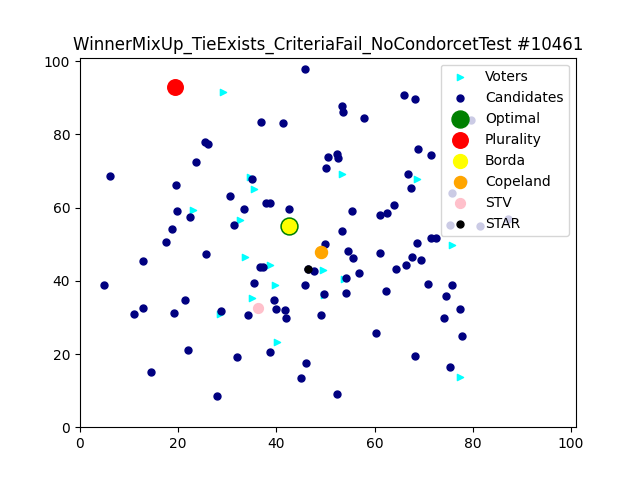 WinnerMixUp_TieExists_CriteriaFail_NoCondorcetTest #10461
Voters
Candidates
Optimal
Plurality
Borda
Copeland
STV
STAR
100
80
60
40
20
0
0 20 40 60 80 100